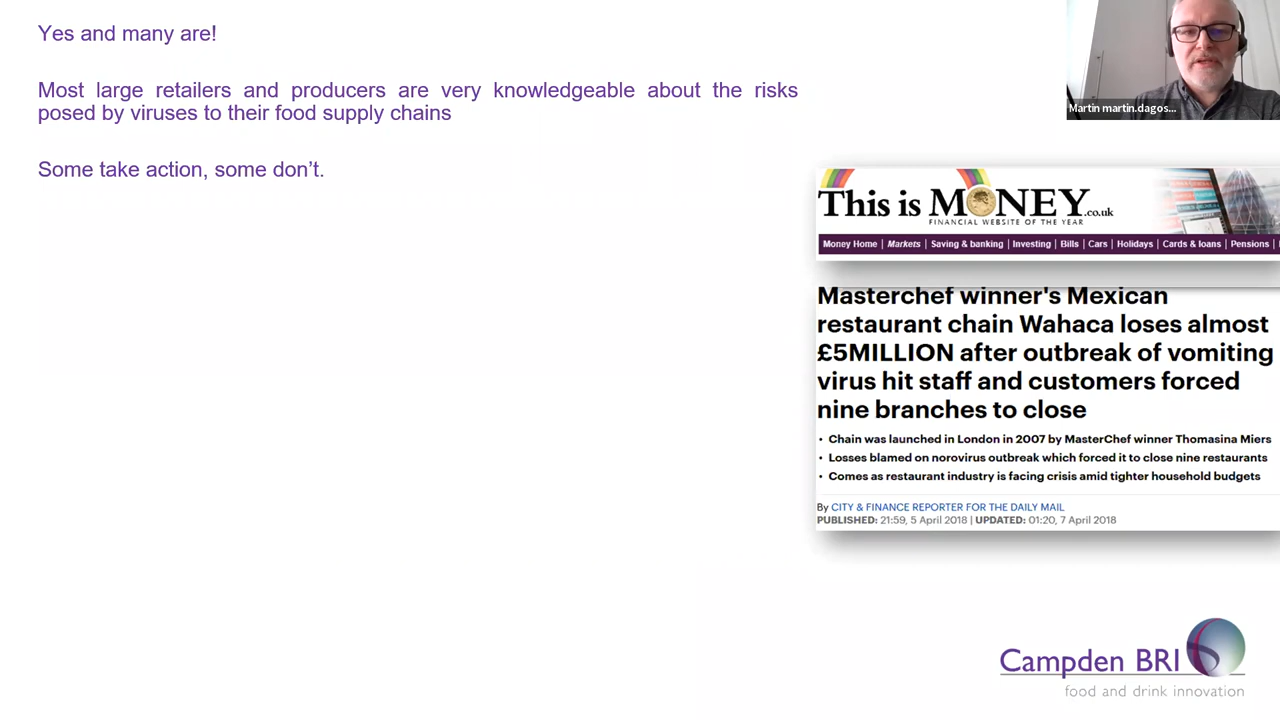 Yes and many are!
Most large retailers and producers are very knowledgeable about the risks
posed by viruses to their food supply chains
Some take action, some don't.
Martin martin.dagos...
This is MONEY.co.uk
FINANCIAL WEBSITE OF THE YEAR
Money Home | Markets | Saving & banking | Investing | Bills | Cars | Holidays | Cards & loans | Pensions |
Masterchef winner's Mexican
restaurant chain Wahaca loses almost
£5MILLION after outbreak of vomiting
virus hit staff and customers forced
nine branches to close
• Chain was launched in London in 2007 by MasterChef winner Thomasina Miers
• Losses blamed on norovirus outbreak which forced it to close nine restaurants
• Comes as restaurant industry is facing crisis amid tighter household budgets
By CITY & FINANCE REPORTER FOR THE DAILY MAIL
PUBLISHED: 21:59, 5 April 2018 | UPDATED: 01:20, 7 April 2018
Campden BRI
food and drink innovation